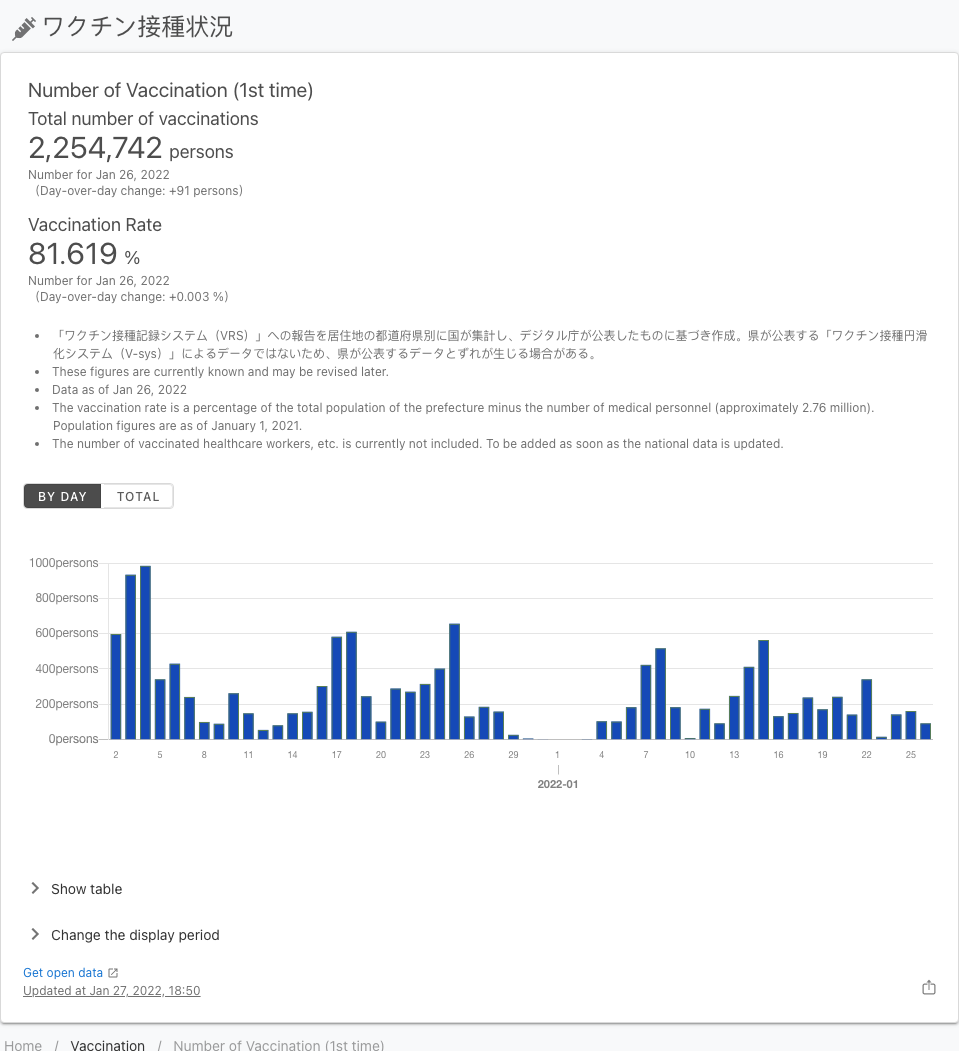 ワクチン接種状況
Number of Vaccination (1st time)
Total number of vaccinations
2,254,742 persons
Number for Jan 26, 2022
（Day-over-day change: +91 persons）
Vaccination Rate
81.619 %
Number for Jan 26, 2022
（Day-over-day change: +0.003 %）
• 「ワクチン接種記録システム（VRS）」への報告を居住地の都道府県別に国が集計し、デジタル庁が公表したものに基づき作成。県が公表する「ワクチン接種円滑
化システム（V-sys）」によるデータではないため、県が公表するデータとずれが生じる場合がある。
• These figures are currently known and may be revised later.
• Data as of Jan 26, 2022
• The vaccination rate is a percentage of the total population of the prefecture minus the number of medical personnel (approximately 2.76 million).
Population figures are as of January 1, 2021.
• The number of vaccinated healthcare workers, etc. is currently not included. To be added as soon as the national data is updated.
BY DAY TOTAL
1000persons
800persons
600persons
400persons
200persons
0persons
2 5 8 11 14 17 20 23 26 29 1 4 7 10 13 16 19 22 25
2022-01
Show table
Change the display period
Get open data
Updated at Jan 27, 2022, 18:50
Home / Vaccination / Number of Vaccination (1st time)